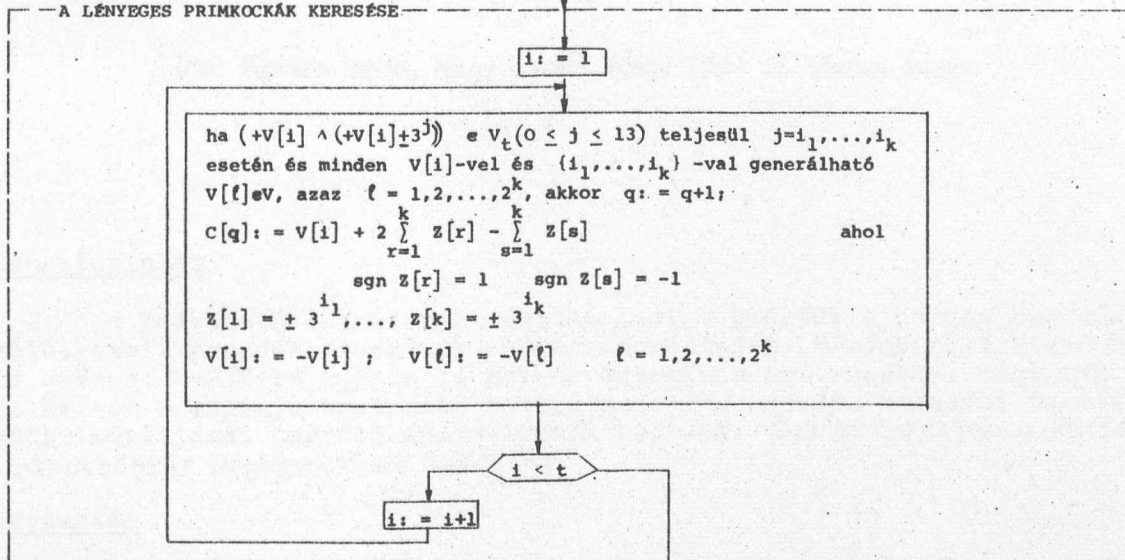 A LÉNYEGES PRIMKOCKÁK KERESÉSE
i: = 1
ha (+V[i] ∧ (+V[i]±3^j)) ∈ V_t (0 ≤ j ≤ 13) teljesül j=i_1,...,i_k
esetén és minden V[i]-vel és {i_1,...,i_k} -val generálható
V[ℓ]∈V, azaz ℓ = 1,2,...,2^k, akkor q: = q+1;
C[q]: = V[i] + 2 ∑_{r=1}^{k} Z[r] - ∑_{s=1}^{k} Z[s] ahol
sgn Z[r] = 1 sgn Z[s] = -1
Z[1] = ± 3^{i_1},...; Z[k] = ± 3^{i_k}
V[i]: = -V[i] ; V[ℓ]: = -V[ℓ] ℓ = 1,2,...,2^k
i < t
i: = i+1